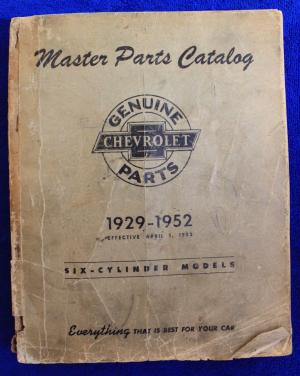 Master Parts Catalog
GENUINE
CHEVROLET
PARTS
1929-1952
EFFECTIVE APRIL 1, 1952
SIX-CYLINDER MODELS
Everything THAT IS BEST FOR YOUR CAR